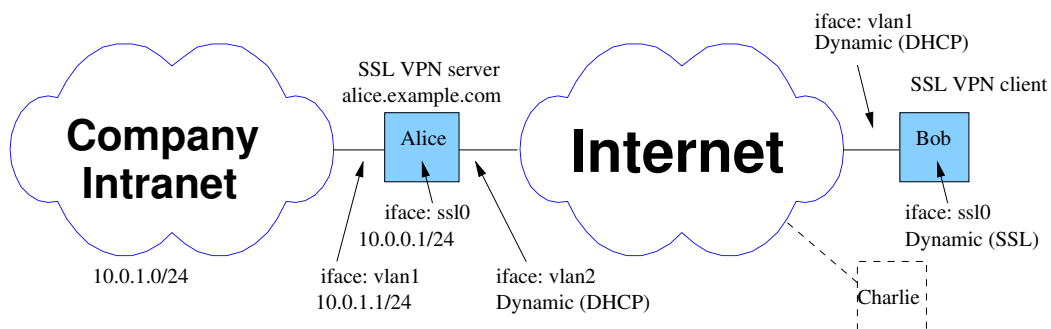 iface: vlan1
Dynamic (DHCP)
SSL VPN server
alice.example.com
SSL VPN client
Company
Intranet
Alice
Internet
Bob
iface: ssl0
10.0.0.1/24
iface: ssl0
Dynamic (SSL)
10.0.1.0/24
iface: vlan1
10.0.1.1/24
iface: vlan2
Dynamic (DHCP)
Charlie